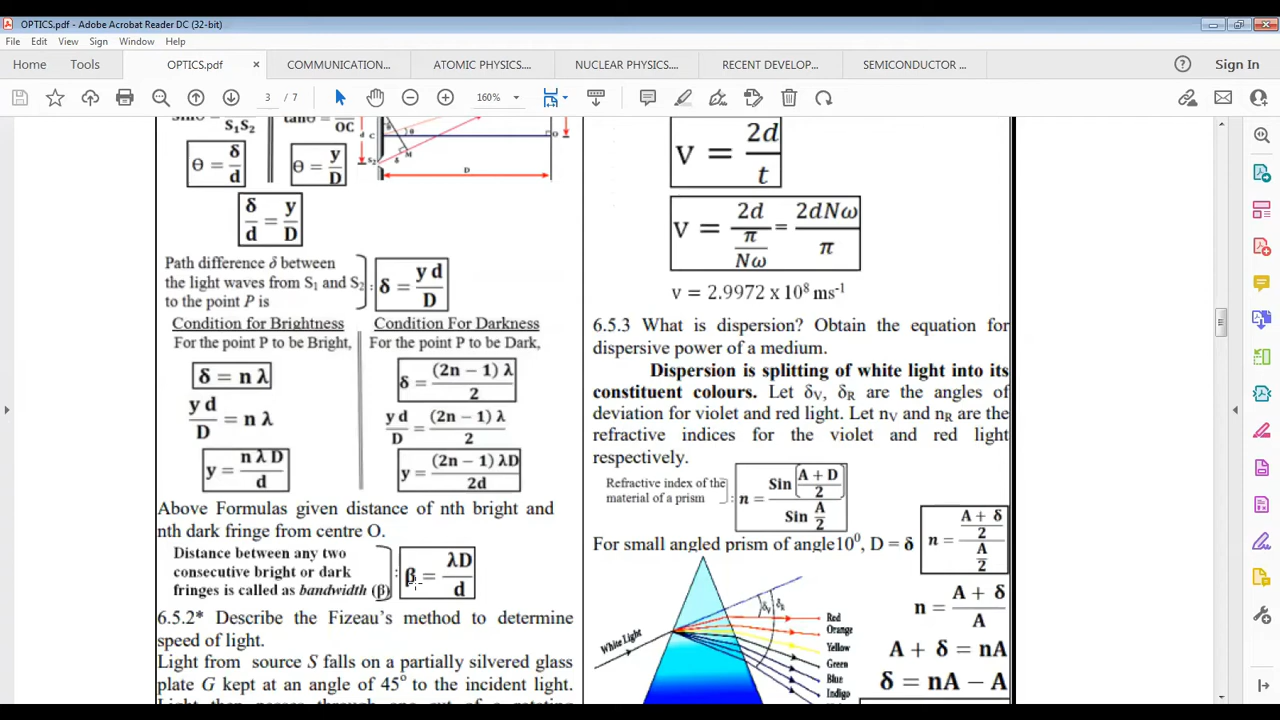 OPTICS.pdf - Adobe Acrobat Reader DC (32-bit)
File Edit View Sign Window Help
Home Tools OPTICS.pdf × COMMUNICATION... ATOMIC PHYSICS.... NUCLEAR PHYSICS.... RECENT DEVELOP... SEMICONDUCTOR ... Sign In
3 / 7 160%
S₁S₂ OC
θ = δ/d
θ = y/D
δ/d = y/D
d C θ O
S₂ δ M
D
Path difference δ between
the light waves from S₁ and S₂
to the point P is : δ = y d / D
Condition for Brightness
For the point P to be Bright,
δ = n λ
y d / D = n λ
y = n λ D / d
Condition For Darkness
For the point P to be Dark,
δ = (2n − 1) λ / 2
y d / D = (2n − 1) λ / 2
y = (2n − 1) λD / 2d
Above Formulas given distance of nth bright and
nth dark fringe from centre O.
Distance between any two
consecutive bright or dark
fringes is called as bandwidth (β) : β = λD / d
6.5.2* Describe the Fizeau's method to determine
speed of light.
Light from source S falls on a partially silvered glass
plate G kept at an angle of 45° to the incident light.
V = 2d / t
V = 2d / (π / Nω) = 2dNω / π
v = 2.9972 x 10⁸ ms⁻¹
6.5.3 What is dispersion? Obtain the equation for
dispersive power of a medium.
Dispersion is splitting of white light into its
constituent colours. Let δV, δR are the angles of
deviation for violet and red light. Let nV and nR are the
refractive indices for the violet and red light
respectively.
Refractive index of the
material of a prism : n = Sin (A + D)/2 / Sin A/2
For small angled prism of angle10⁰, D = δ
n = (A + δ)/2 / A/2
n = A + δ / A
A + δ = nA
δ = nA − A
White Light
δV δR
Red
Orange
Yellow
Green
Blue
Indigo